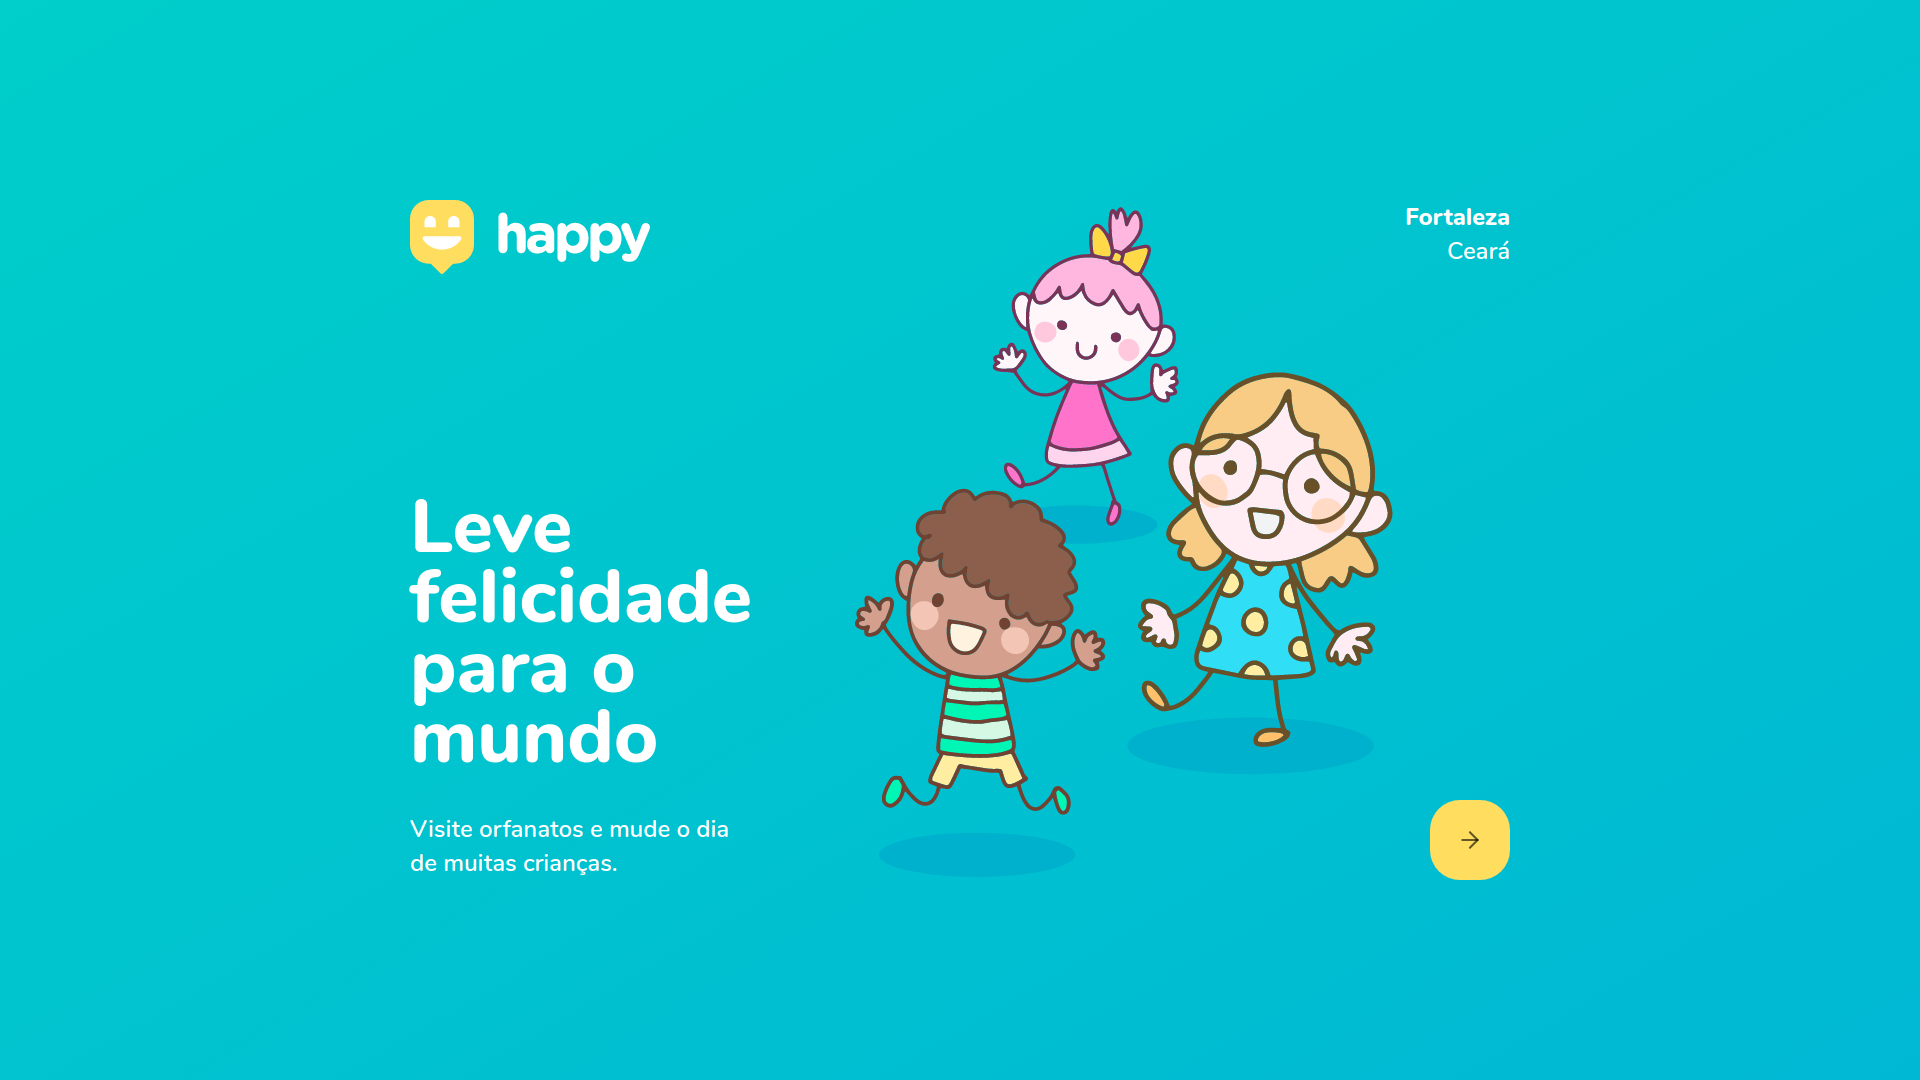 happy
Fortaleza
Ceará
Leve
felicidade
para o
mundo
Visite orfanatos e mude o dia
de muitas crianças.